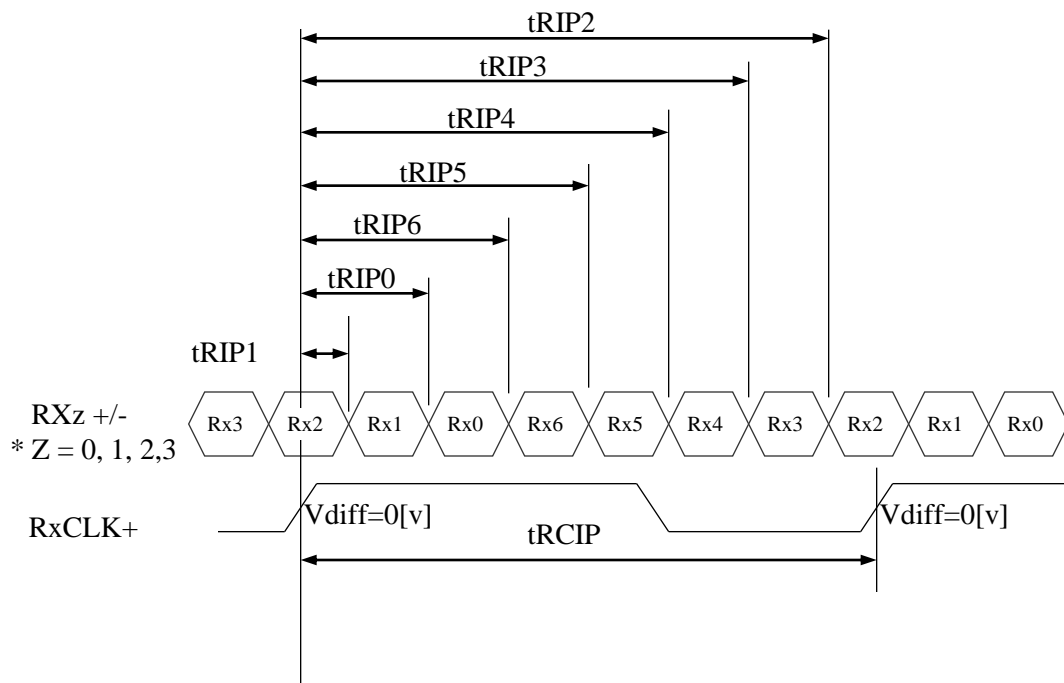 tRIP2
tRIP3
tRIP4
tRIP5
tRIP6
tRIP0
tRIP1
RXz +/-
* Z = 0, 1, 2,3
Rx3 Rx2 Rx1 Rx0 Rx6 Rx5 Rx4 Rx3 Rx2 Rx1 Rx0
RxCLK+
Vdiff=0[v] Vdiff=0[v]
tRCIP